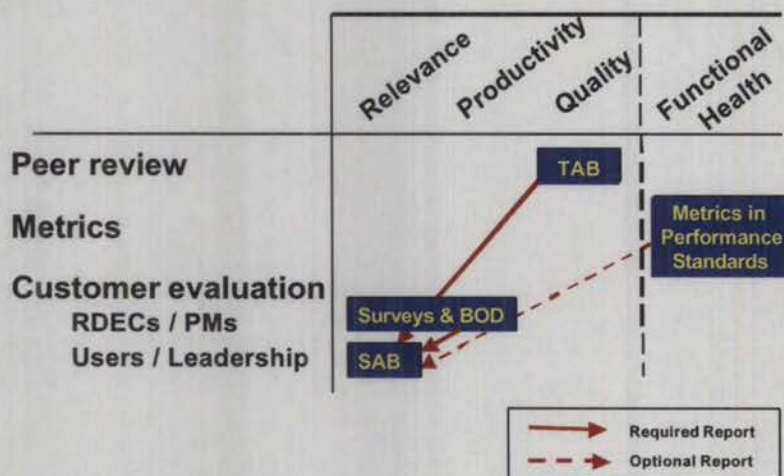 Relevance
Productivity
Quality
Functional
Health
Peer review
TAB
Metrics
Metrics in
Performance
Standards
Customer evaluation
RDECs / PMs
Surveys & BOD
Users / Leadership
SAB
Required Report
Optional Report